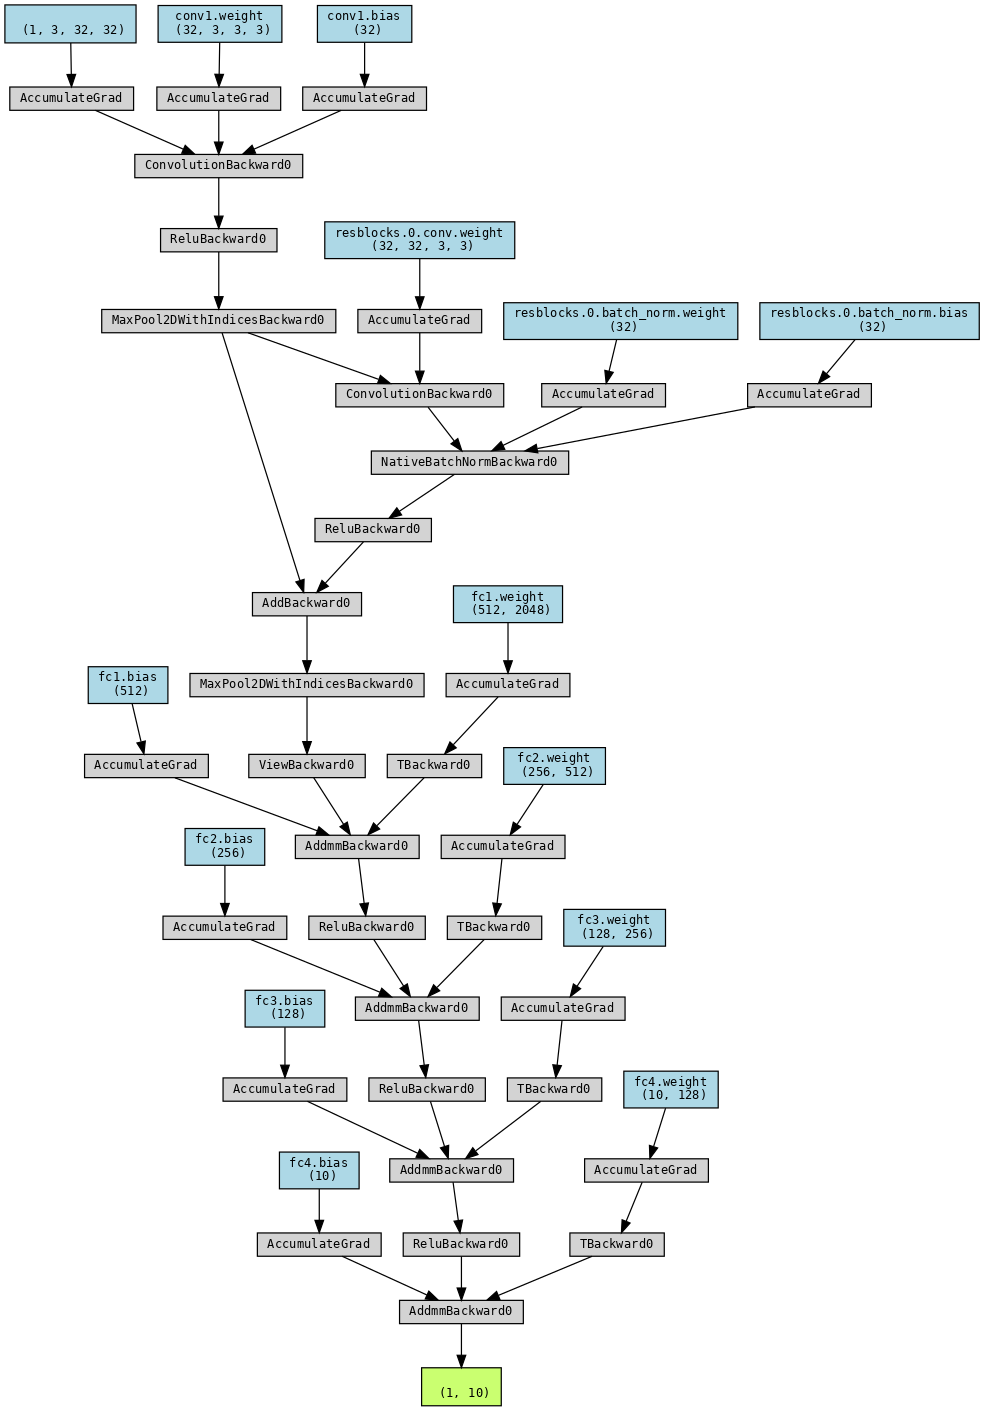 (1, 3, 32, 32)
conv1.weight
(32, 3, 3, 3)
conv1.bias
(32)
AccumulateGrad
AccumulateGrad
AccumulateGrad
ConvolutionBackward0
ReluBackward0
resblocks.0.conv.weight
(32, 32, 3, 3)
MaxPool2DWithIndicesBackward0
AccumulateGrad
resblocks.0.batch_norm.weight
(32)
resblocks.0.batch_norm.bias
(32)
ConvolutionBackward0
AccumulateGrad
AccumulateGrad
NativeBatchNormBackward0
ReluBackward0
AddBackward0
fc1.weight
(512, 2048)
fc1.bias
(512)
MaxPool2DWithIndicesBackward0
AccumulateGrad
AccumulateGrad
ViewBackward0
TBackward0
fc2.weight
(256, 512)
fc2.bias
(256)
AddmmBackward0
AccumulateGrad
AccumulateGrad
ReluBackward0
TBackward0
fc3.weight
(128, 256)
fc3.bias
(128)
AddmmBackward0
AccumulateGrad
AccumulateGrad
ReluBackward0
TBackward0
fc4.weight
(10, 128)
fc4.bias
(10)
AddmmBackward0
AccumulateGrad
AccumulateGrad
ReluBackward0
TBackward0
AddmmBackward0
(1, 10)